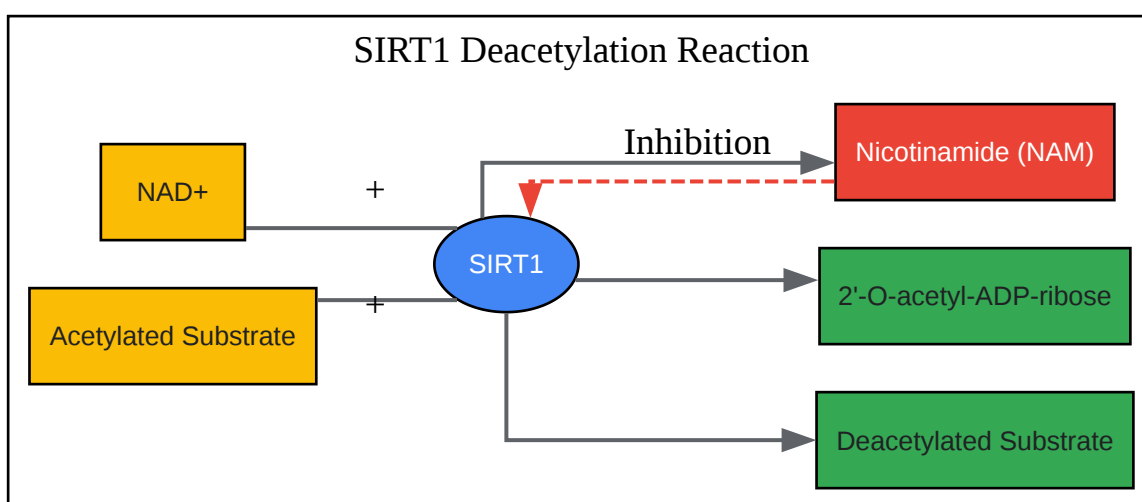 SIRT1 Deacetylation Reaction
Inhibition
Nicotinamide (NAM)
NAD+
+
SIRT1
2'-O-acetyl-ADP-ribose
+
Acetylated Substrate
Deacetylated Substrate